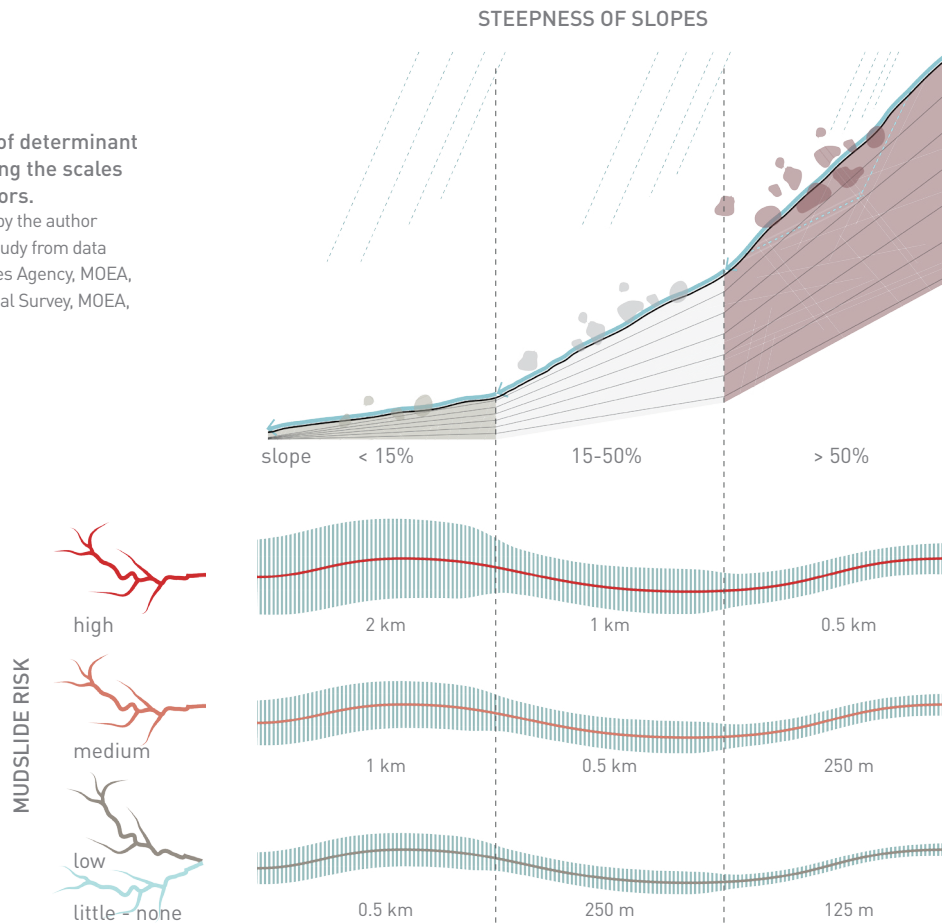 STEEPNESS OF SLOPES
of determinant
ng the scales
ors.
by the author
udy from data
es Agency, MOEA,
al Survey, MOEA,
slope < 15% 15-50% > 50%
MUDSLIDE RISK
high
2 km 1 km 0.5 km
medium
1 km 0.5 km 250 m
low
little - none
0.5 km 250 m 125 m